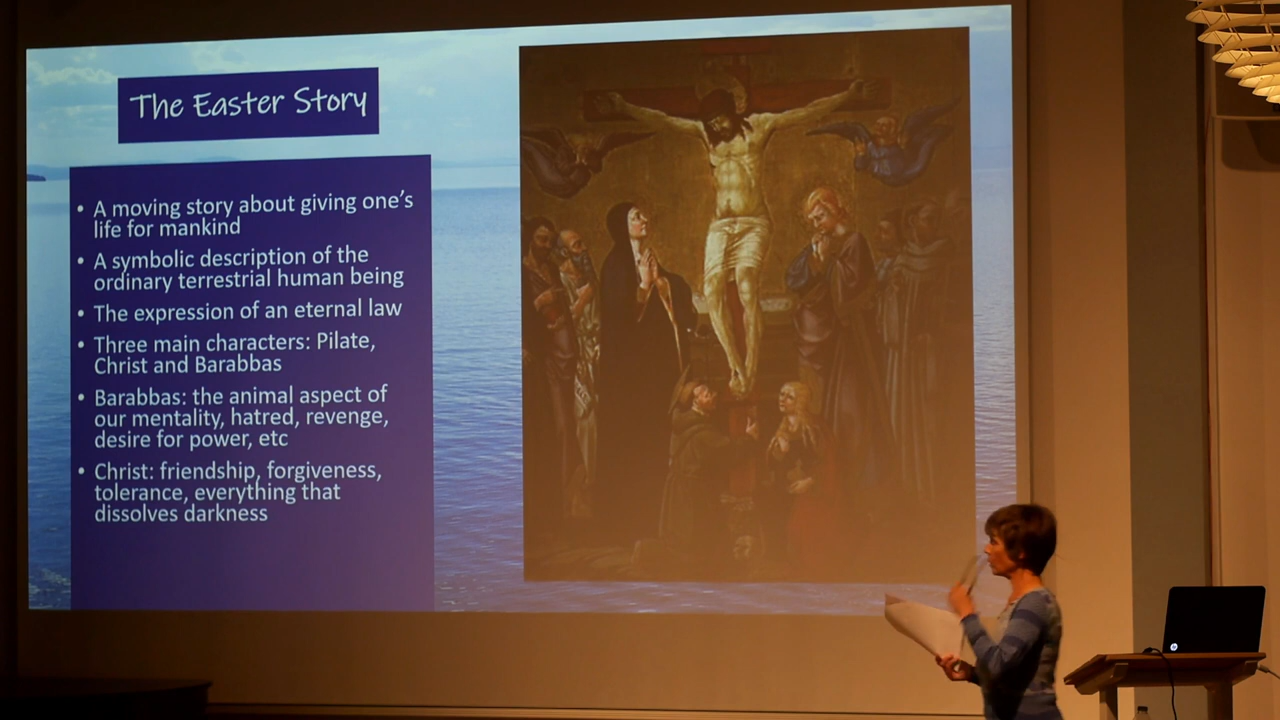 The Easter Story
• A moving story about giving one's
life for mankind
• A symbolic description of the
ordinary terrestrial human being
• The expression of an eternal law
• Three main characters: Pilate,
Christ and Barabbas
• Barabbas: the animal aspect of
our mentality, hatred, revenge,
desire for power, etc
• Christ: friendship, forgiveness,
tolerance, everything that
dissolves darkness
hp